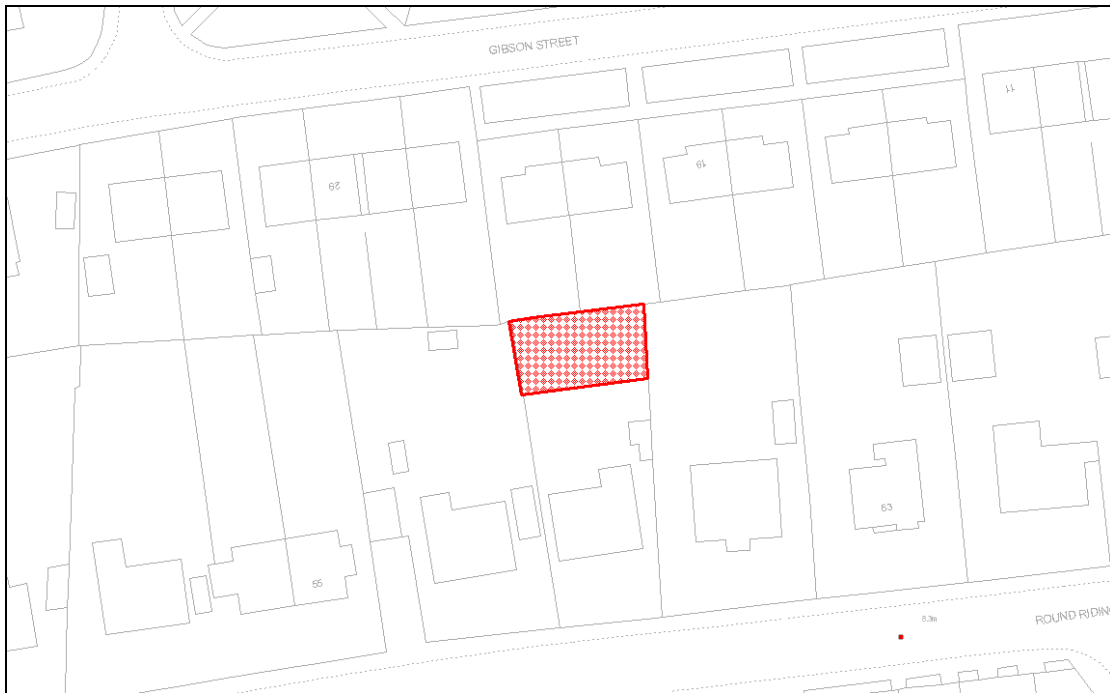 GIBSON STREET
11
19
29
63
55
8.3m
ROUND RIDING